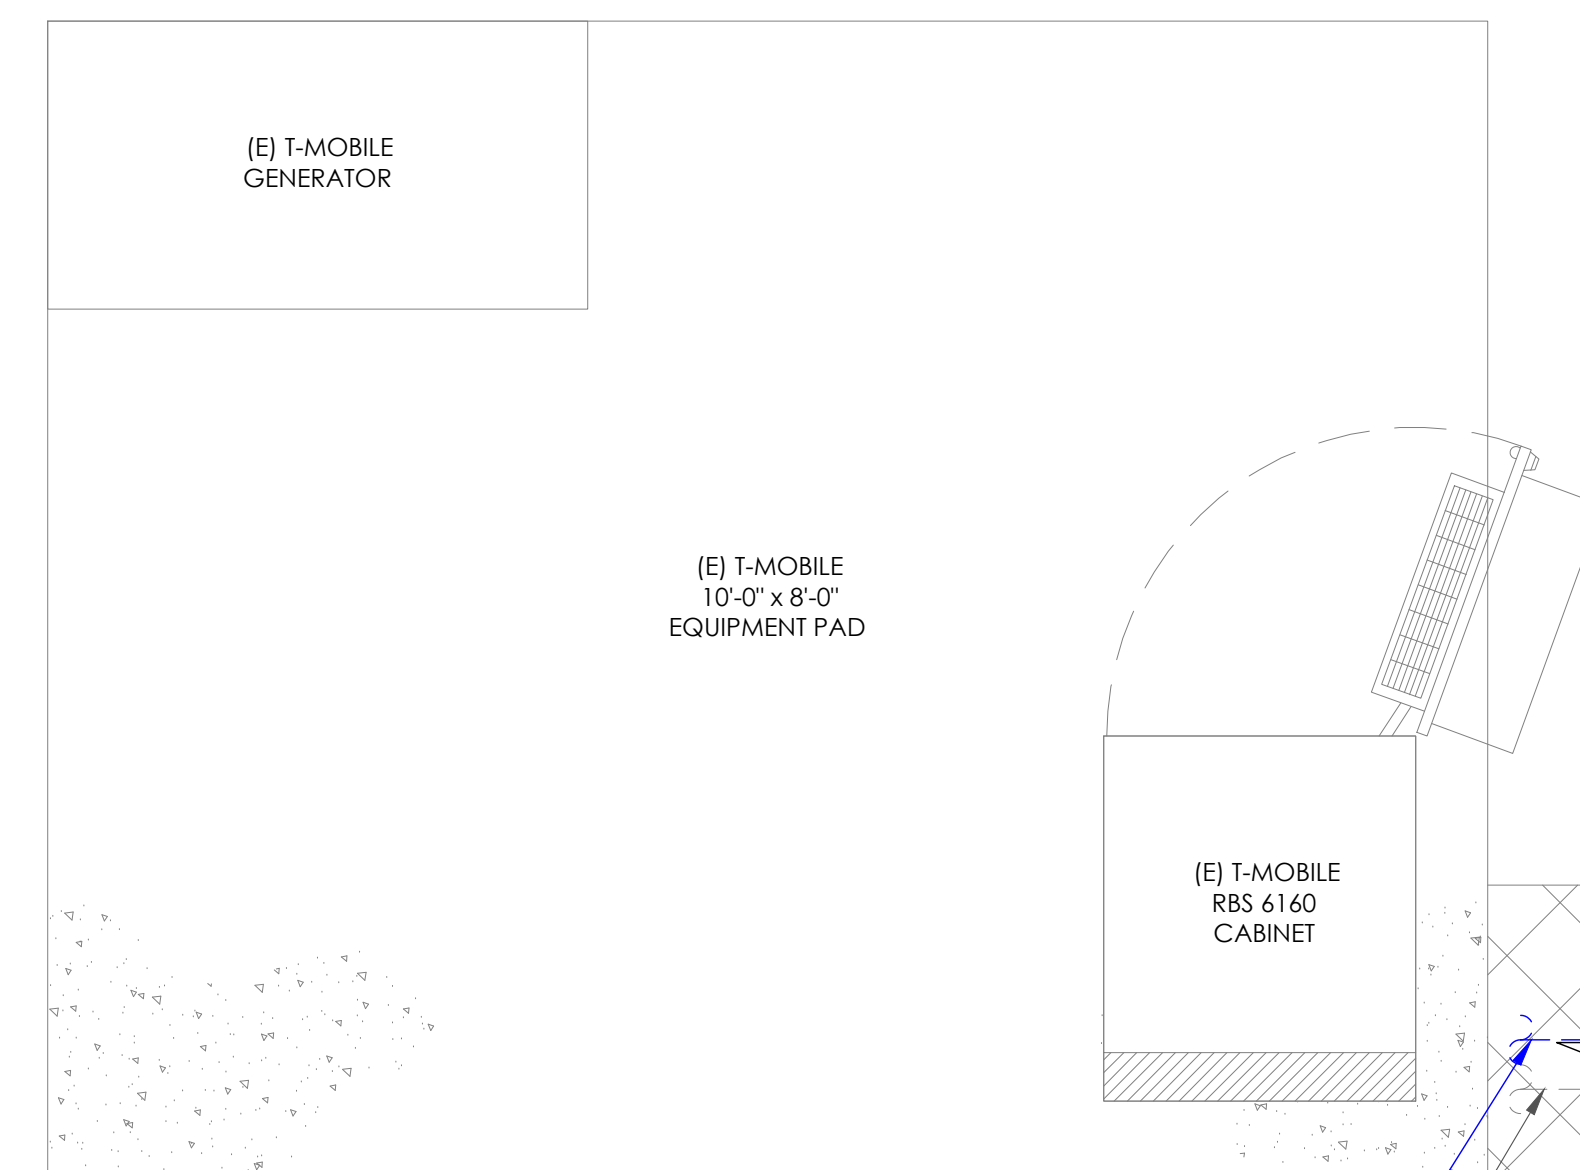 (E) T-MOBILE
GENERATOR
(E) T-MOBILE
10'-0" x 8'-0"
EQUIPMENT PAD
(E) T-MOBILE
RBS 6160
CABINET